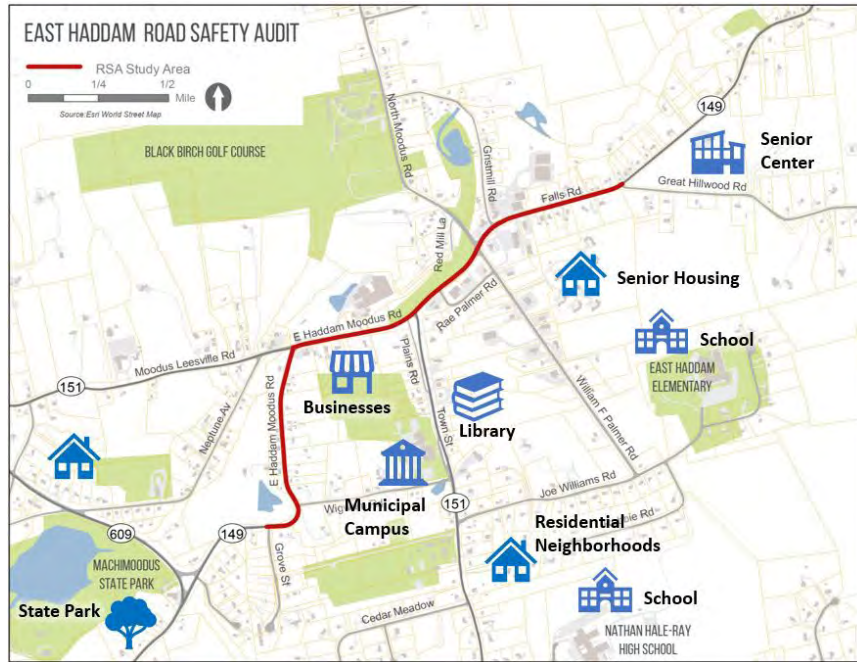 EAST HADDAM ROAD SAFETY AUDIT
RSA Study Area
0 1/4 1/2
Mile
Source:Esri World Street Map
BLACK BIRCH GOLF COURSE
North Moodus Rd
Gristmill Rd
149
Senior
Center
Falls Rd
Great Hillwood Rd
Red Mill La
Senior Housing
Rae Palmer Rd
E Haddam Moodus Rd
School
EAST HADDAM
ELEMENTARY
Moodus Leesville Rd
Plains Rd
151
Businesses
Neptune Av
E Haddam Moodus Rd
Library
William F Palmer Rd
Town St
Municipal
Campus
Joe Williams Rd
151
Residential
Neighborhoods
609
149
Grove St
MACHIMOODUS
STATE PARK
State Park
School
Cedar Meadow
NATHAN HALE-RAY
HIGH SCHOOL